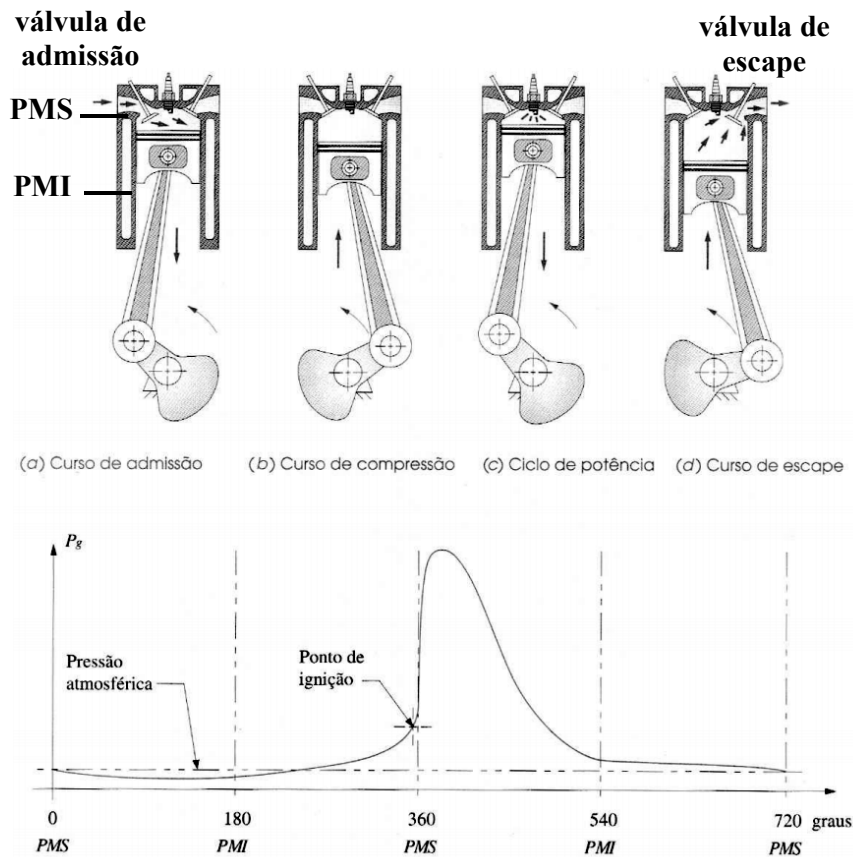 válvula de
admissão
válvula de
escape
PMS
PMI
(a) Curso de admissão
(b) Curso de compressão
(c) Ciclo de potência
(d) Curso de escape
Pg
Pressão
atmosférica
Ponto de
ignição
0 180 360 540 720 graus
PMS PMI PMS PMI PMS